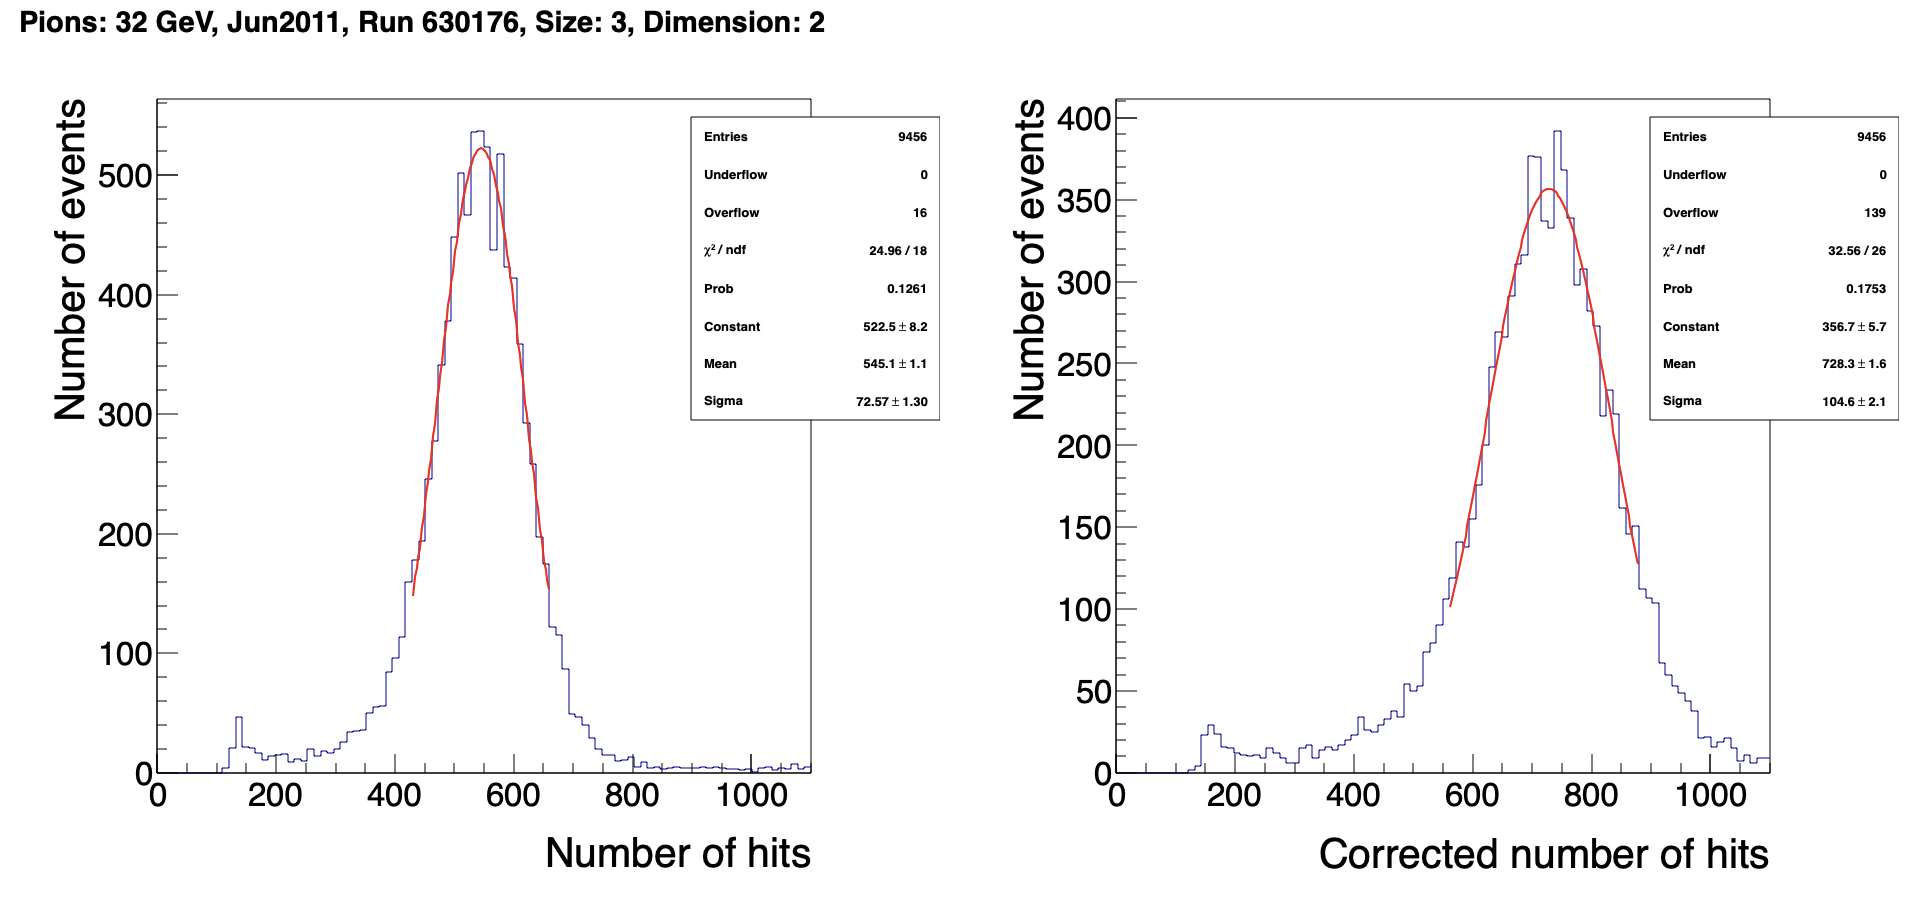 Pions: 32 GeV, Jun2011, Run 630176, Size: 3, Dimension: 2
Number of events
500
400
300
200
100
0
0 200 400 600 800 1000
Number of hits
Entries 9456
Underflow 0
Overflow 16
χ² / ndf 24.96 / 18
Prob 0.1261
Constant 522.5 ± 8.2
Mean 545.1 ± 1.1
Sigma 72.57 ± 1.30
Number of events
400
350
300
250
200
150
100
50
0
0 200 400 600 800 1000
Corrected number of hits
Entries 9456
Underflow 0
Overflow 139
χ² / ndf 32.56 / 26
Prob 0.1753
Constant 356.7 ± 5.7
Mean 728.3 ± 1.6
Sigma 104.6 ± 2.1